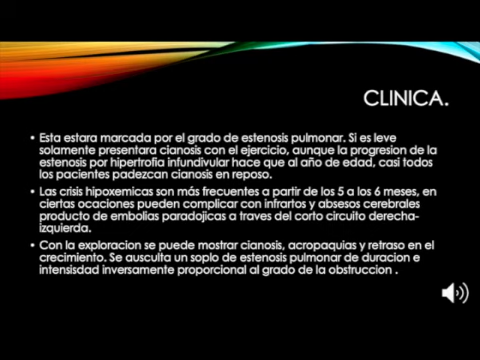 CLINICA.
• Esta estara marcada por el grado de estenosis pulmonar. Si es leve
solamente presentara cianosis con el ejercicio, aunque la progresion de la
estenosis por hipertrofia infundivular hace que al año de edad, casi todos
los pacientes padezcan cianosis en reposo.
• Las crisis hipoxemicas son más frecuentes a partir de los 5 a los 6 meses, en
ciertas ocaciones pueden complicar con infrartos y absesos cerebrales
producto de embolias paradojicas a traves del corto circuito derecha-
izquierda.
• Con la exploracion se puede mostrar cianosis, acropaquias y retraso en el
crecimiento. Se ausculta un soplo de estenosis pulmonar de duracion e
intensisdad inversamente proporcional al grado de la obstruccion .